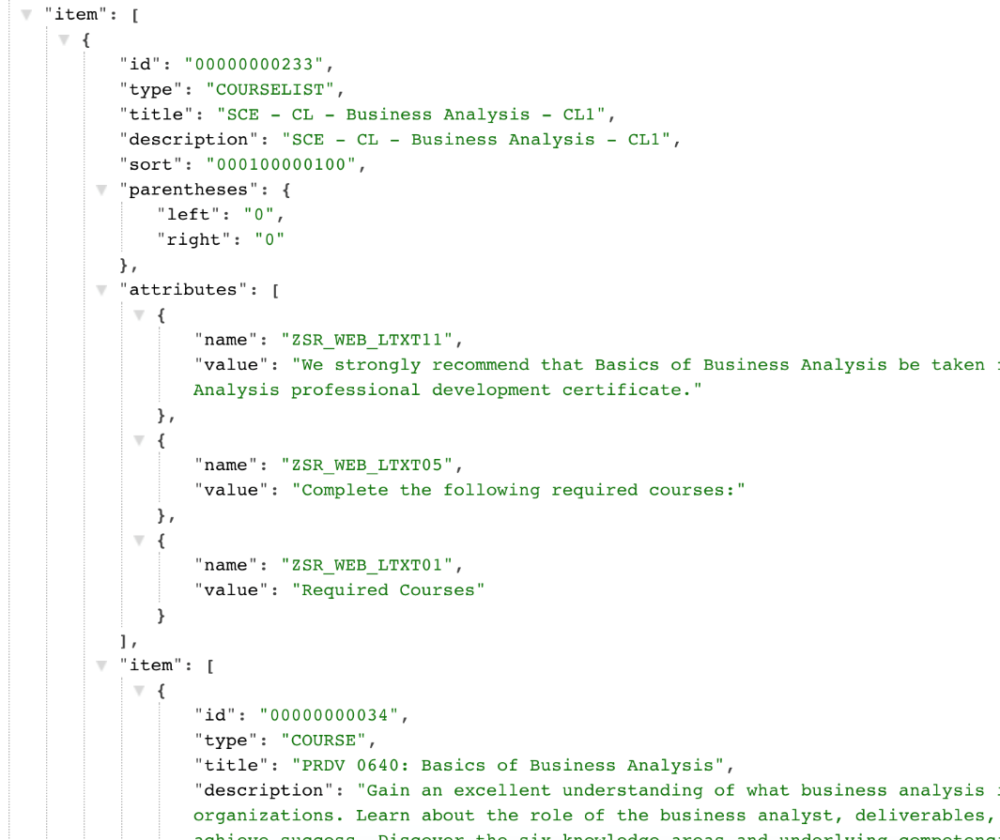 "item": [
{
"id": "00000000233",
"type": "COURSELIST",
"title": "SCE - CL - Business Analysis - CL1",
"description": "SCE - CL - Business Analysis - CL1",
"sort": "000100000100",
"parentheses": {
"left": "0",
"right": "0"
},
"attributes": [
{
"name": "ZSR_WEB_LTXT11",
"value": "We strongly recommend that Basics of Business Analysis be taken
Analysis professional development certificate."
},
{
"name": "ZSR_WEB_LTXT05",
"value": "Complete the following required courses:"
},
{
"name": "ZSR_WEB_LTXT01",
"value": "Required Courses"
}
],
"item": [
{
"id": "00000000034",
"type": "COURSE",
"title": "PRDV 0640: Basics of Business Analysis",
"description": "Gain an excellent understanding of what business analysis
organizations. Learn about the role of the business analyst, deliverables,
achieve success. Discover the six knowledge areas and underlying